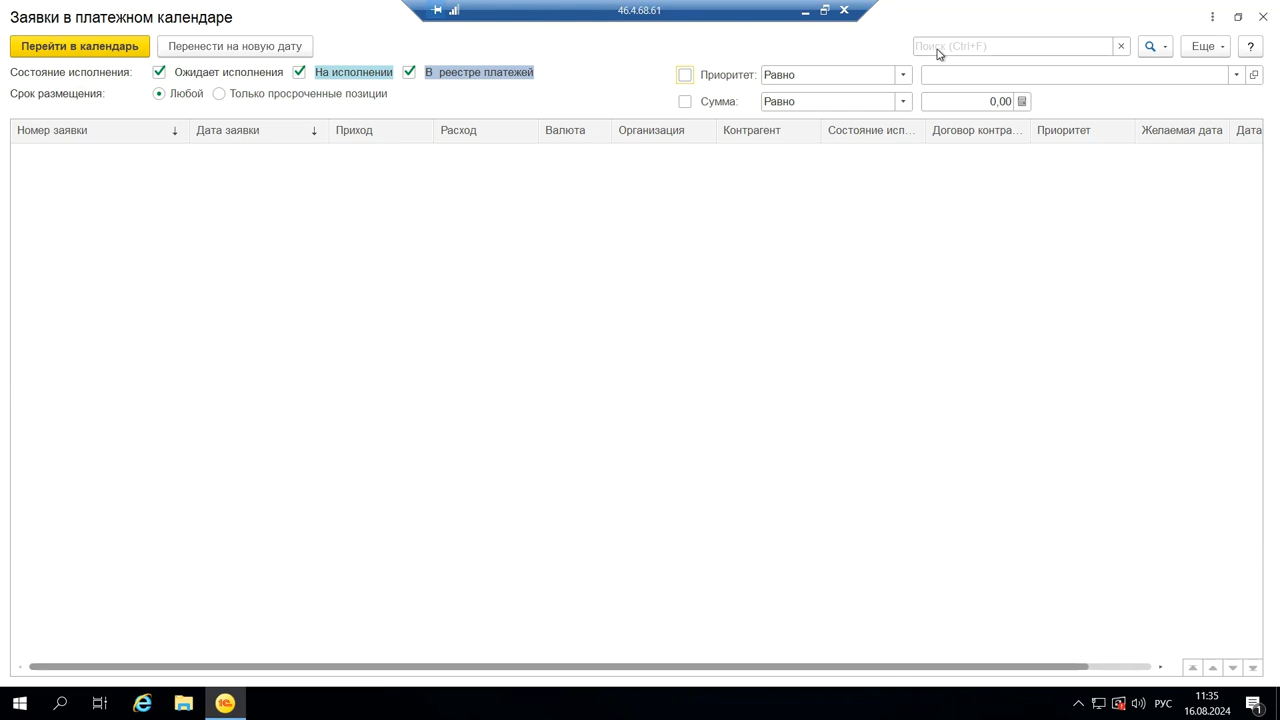 46.4.68.61
Заявки в платежном календаре
Перейти в календарь Перенести на новую дату Поиск (Ctrl+F) Еще ?
Состояние исполнения: Ожидает исполнения На исполнении В реестре платежей Приоритет: Равно
Срок размещения: Любой Только просроченные позиции Сумма: Равно 0,00
Номер заявки Дата заявки Приход Расход Валюта Организация Контрагент Состояние исп... Договор контра... Приоритет Желаемая дата Дата
РУС 11:35
16.08.2024 1